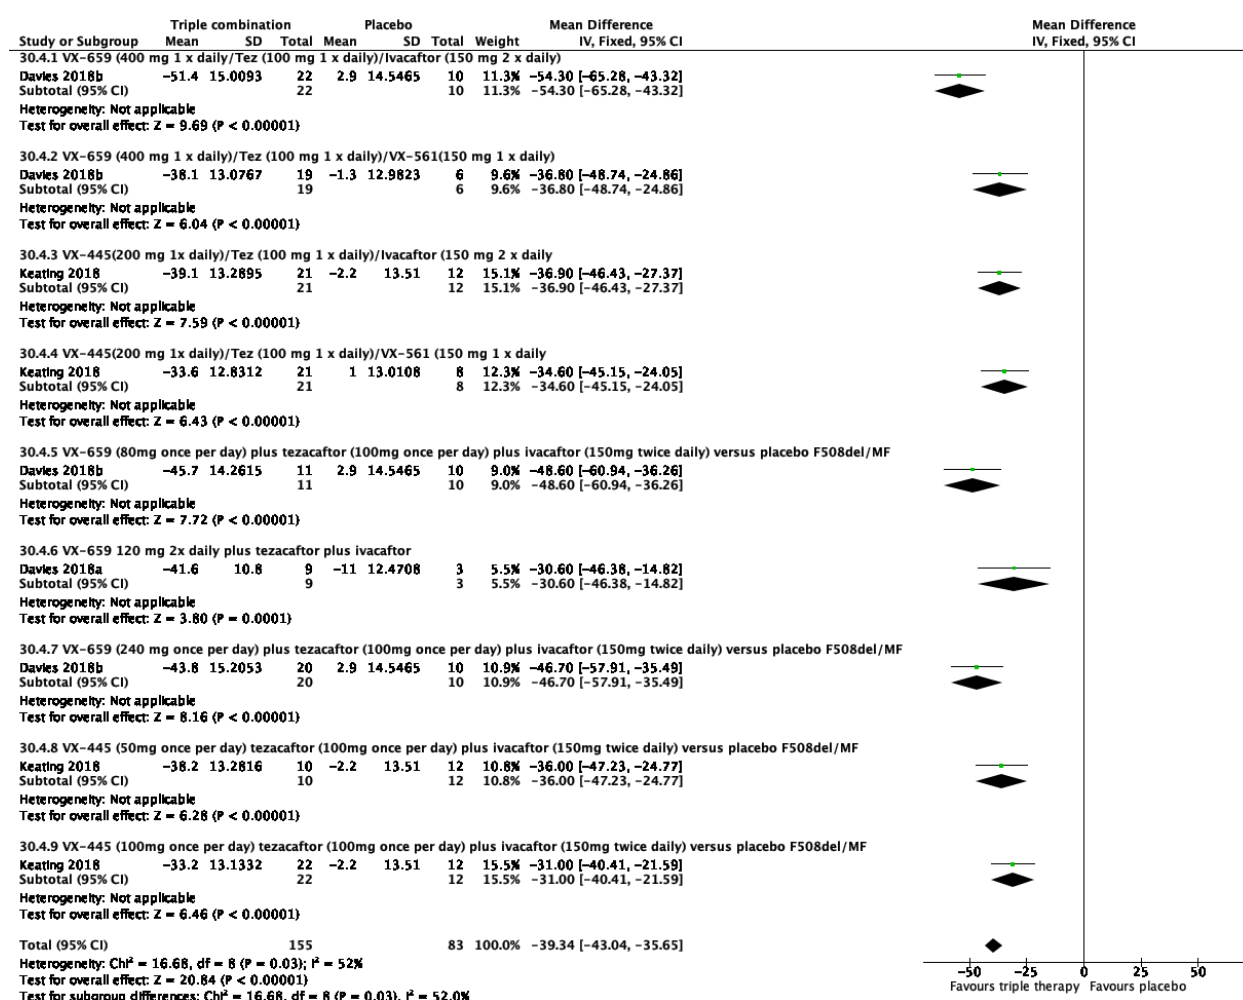 Triple combination Placebo Mean Difference Mean Difference
Study or Subgroup Mean SD Total Mean SD Total Weight IV, Fixed, 95% CI IV, Fixed, 95% CI
30.4.1 VX-659 (400 mg 1 x daily)/Tez (100 mg 1 x daily)/Ivacaftor (150 mg 2 x daily)
Davies 2018b −51.4 15.0093 22 2.9 14.5465 10 11.3% −54.30 [−65.28, −43.32]
Subtotal (95% CI) 22 10 11.3% −54.30 [−65.28, −43.32]
Heterogeneity: Not applicable
Test for overall effect: Z = 9.69 (P < 0.00001)
30.4.2 VX-659 (400 mg 1 x daily)/Tez (100 mg 1 x daily)/VX-561(150 mg 1 x daily)
Davies 2018b −38.1 13.0767 19 −1.3 12.9823 6 9.6% −36.80 [−48.74, −24.86]
Subtotal (95% CI) 19 6 9.6% −36.80 [−48.74, −24.86]
Heterogeneity: Not applicable
Test for overall effect: Z = 6.04 (P < 0.00001)
30.4.3 VX-445(200 mg 1x daily)/Tez (100 mg 1 x daily)/Ivacaftor (150 mg 2 x daily
Keating 2018 −39.1 13.2895 21 −2.2 13.51 12 15.1% −36.90 [−46.43, −27.37]
Subtotal (95% CI) 21 12 15.1% −36.90 [−46.43, −27.37]
Heterogeneity: Not applicable
Test for overall effect: Z = 7.59 (P < 0.00001)
30.4.4 VX-445(200 mg 1x daily)/Tez (100 mg 1 x daily)/VX-561 (150 mg 1 x daily
Keating 2018 −33.6 12.8312 21 1 13.0108 8 12.3% −34.60 [−45.15, −24.05]
Subtotal (95% CI) 21 8 12.3% −34.60 [−45.15, −24.05]
Heterogeneity: Not applicable
Test for overall effect: Z = 6.43 (P < 0.00001)
30.4.5 VX-659 (80mg once per day) plus tezacaftor (100mg once per day) plus ivacaftor (150mg twice daily) versus placebo F508del/MF
Davies 2018b −45.7 14.2615 11 2.9 14.5465 10 9.0% −48.60 [−60.94, −36.26]
Subtotal (95% CI) 11 10 9.0% −48.60 [−60.94, −36.26]
Heterogeneity: Not applicable
Test for overall effect: Z = 7.72 (P < 0.00001)
30.4.6 VX-659 120 mg 2x daily plus tezacaftor plus ivacaftor
Davies 2018a −41.6 10.8 9 −11 12.4708 3 5.5% −30.60 [−46.38, −14.82]
Subtotal (95% CI) 9 3 5.5% −30.60 [−46.38, −14.82]
Heterogeneity: Not applicable
Test for overall effect: Z = 3.80 (P = 0.0001)
30.4.7 VX-659 (240 mg once per day) plus tezacaftor (100mg once per day) plus ivacaftor (150mg twice daily) versus placebo F508del/MF
Davies 2018b −43.8 15.2053 20 2.9 14.5465 10 10.9% −46.70 [−57.91, −35.49]
Subtotal (95% CI) 20 10 10.9% −46.70 [−57.91, −35.49]
Heterogeneity: Not applicable
Test for overall effect: Z = 8.16 (P < 0.00001)
30.4.8 VX-445 (50mg once per day) tezacaftor (100mg once per day) plus ivacaftor (150mg twice daily) versus placebo F508del/MF
Keating 2018 −38.2 13.2816 10 −2.2 13.51 12 10.8% −36.00 [−47.23, −24.77]
Subtotal (95% CI) 10 12 10.8% −36.00 [−47.23, −24.77]
Heterogeneity: Not applicable
Test for overall effect: Z = 6.28 (P < 0.00001)
30.4.9 VX-445 (100mg once per day) tezacaftor (100mg once per day) plus ivacaftor (150mg twice daily) versus placebo F508del/MF
Keating 2018 −33.2 13.1332 22 −2.2 13.51 12 15.5% −31.00 [−40.41, −21.59]
Subtotal (95% CI) 22 12 15.5% −31.00 [−40.41, −21.59]
Heterogeneity: Not applicable
Test for overall effect: Z = 6.46 (P < 0.00001)
Total (95% CI) 155 83 100.0% −39.34 [−43.04, −35.65]
Heterogeneity: Chi² = 16.68, df = 8 (P = 0.03); I² = 52%
Test for overall effect: Z = 20.84 (P < 0.00001)
Test for subgroup differences: Chi² = 16.68, df = 8 (P = 0.03), I² = 52.0%
−50 −25 0 25 50
Favours triple therapy Favours placebo